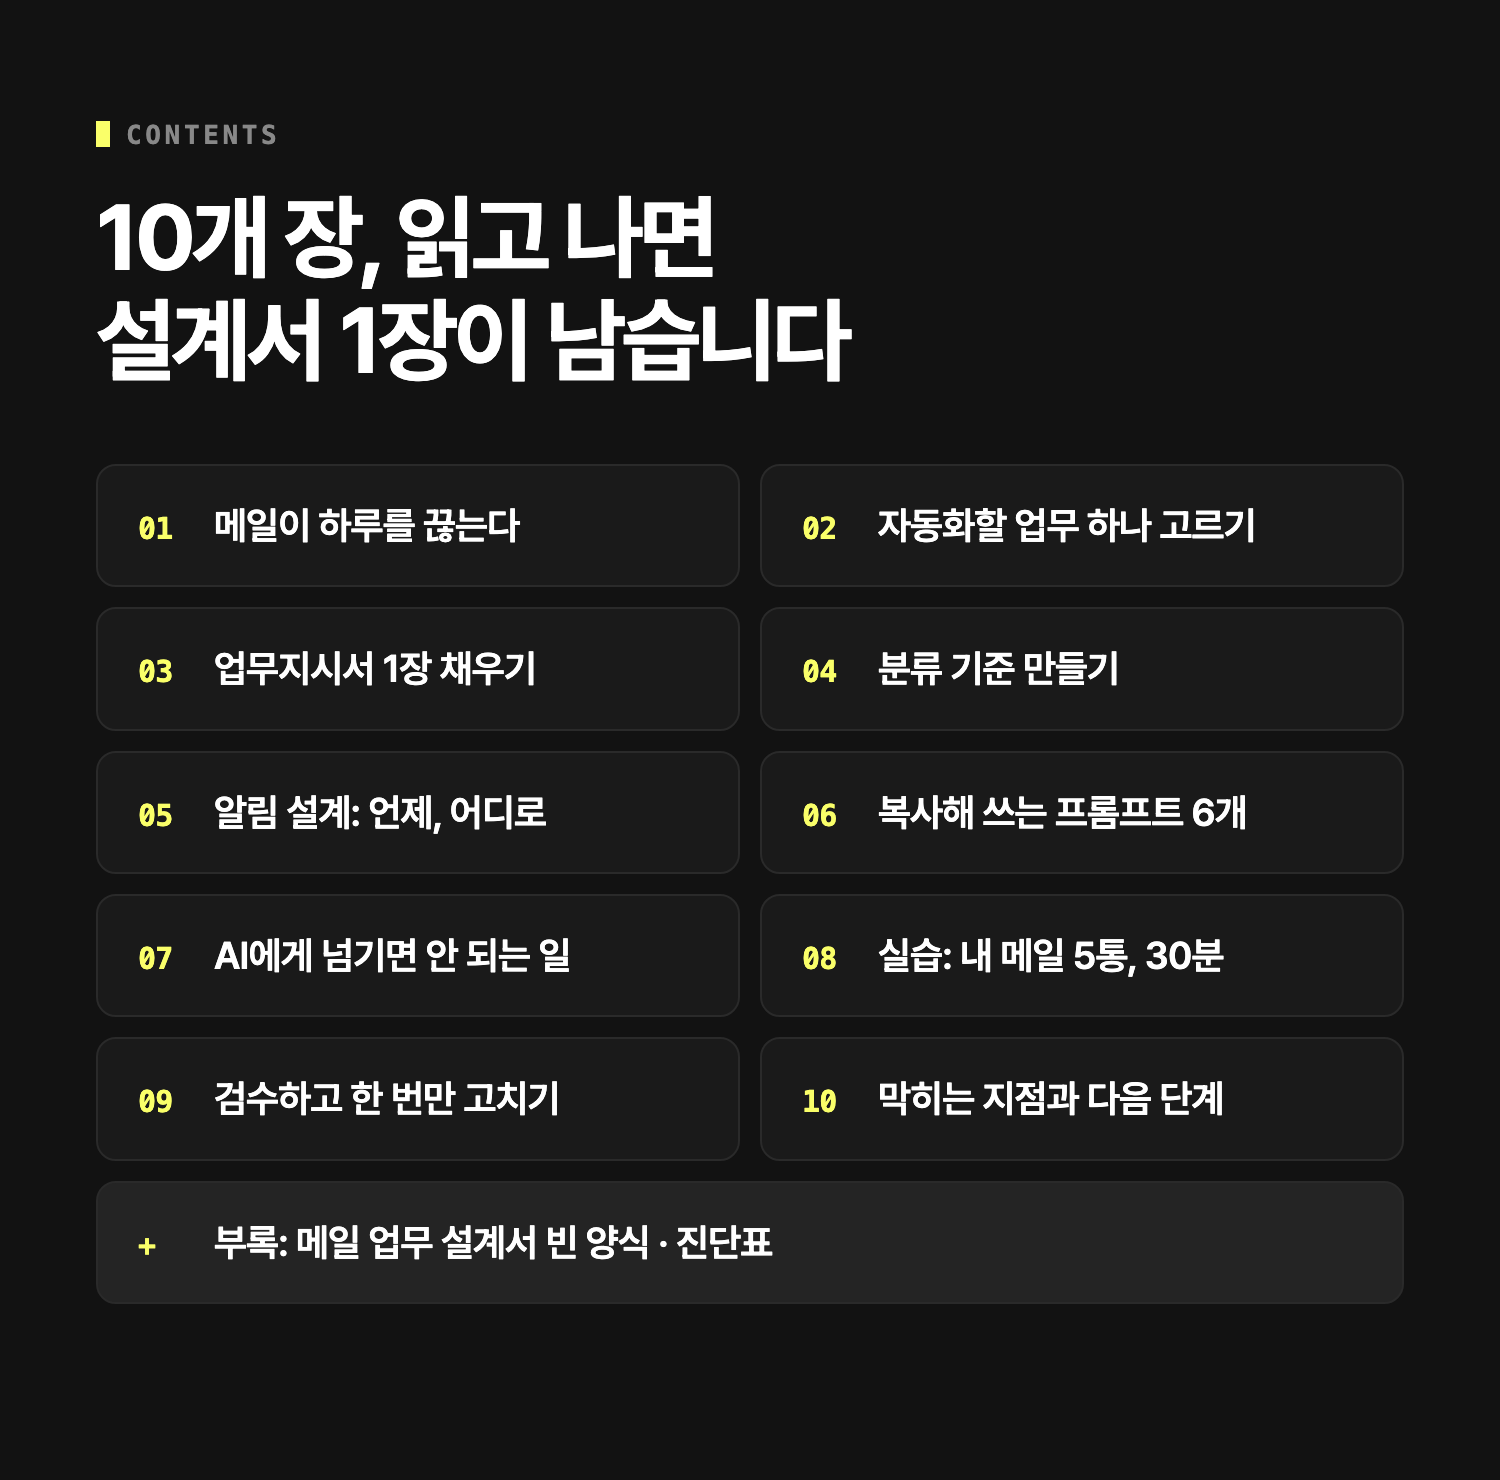 CONTENTS
10개 장, 읽고 나면
설계서 1장이 남습니다
01 메일이 하루를 끊는다
02 자동화할 업무 하나 고르기
03 업무지시서 1장 채우기
04 분류 기준 만들기
05 알림 설계: 언제, 어디로
06 복사해 쓰는 프롬프트 6개
07 AI에게 넘기면 안 되는 일
08 실습: 내 메일 5통, 30분
09 검수하고 한 번만 고치기
10 막히는 지점과 다음 단계
+ 부록: 메일 업무 설계서 빈 양식 · 진단표